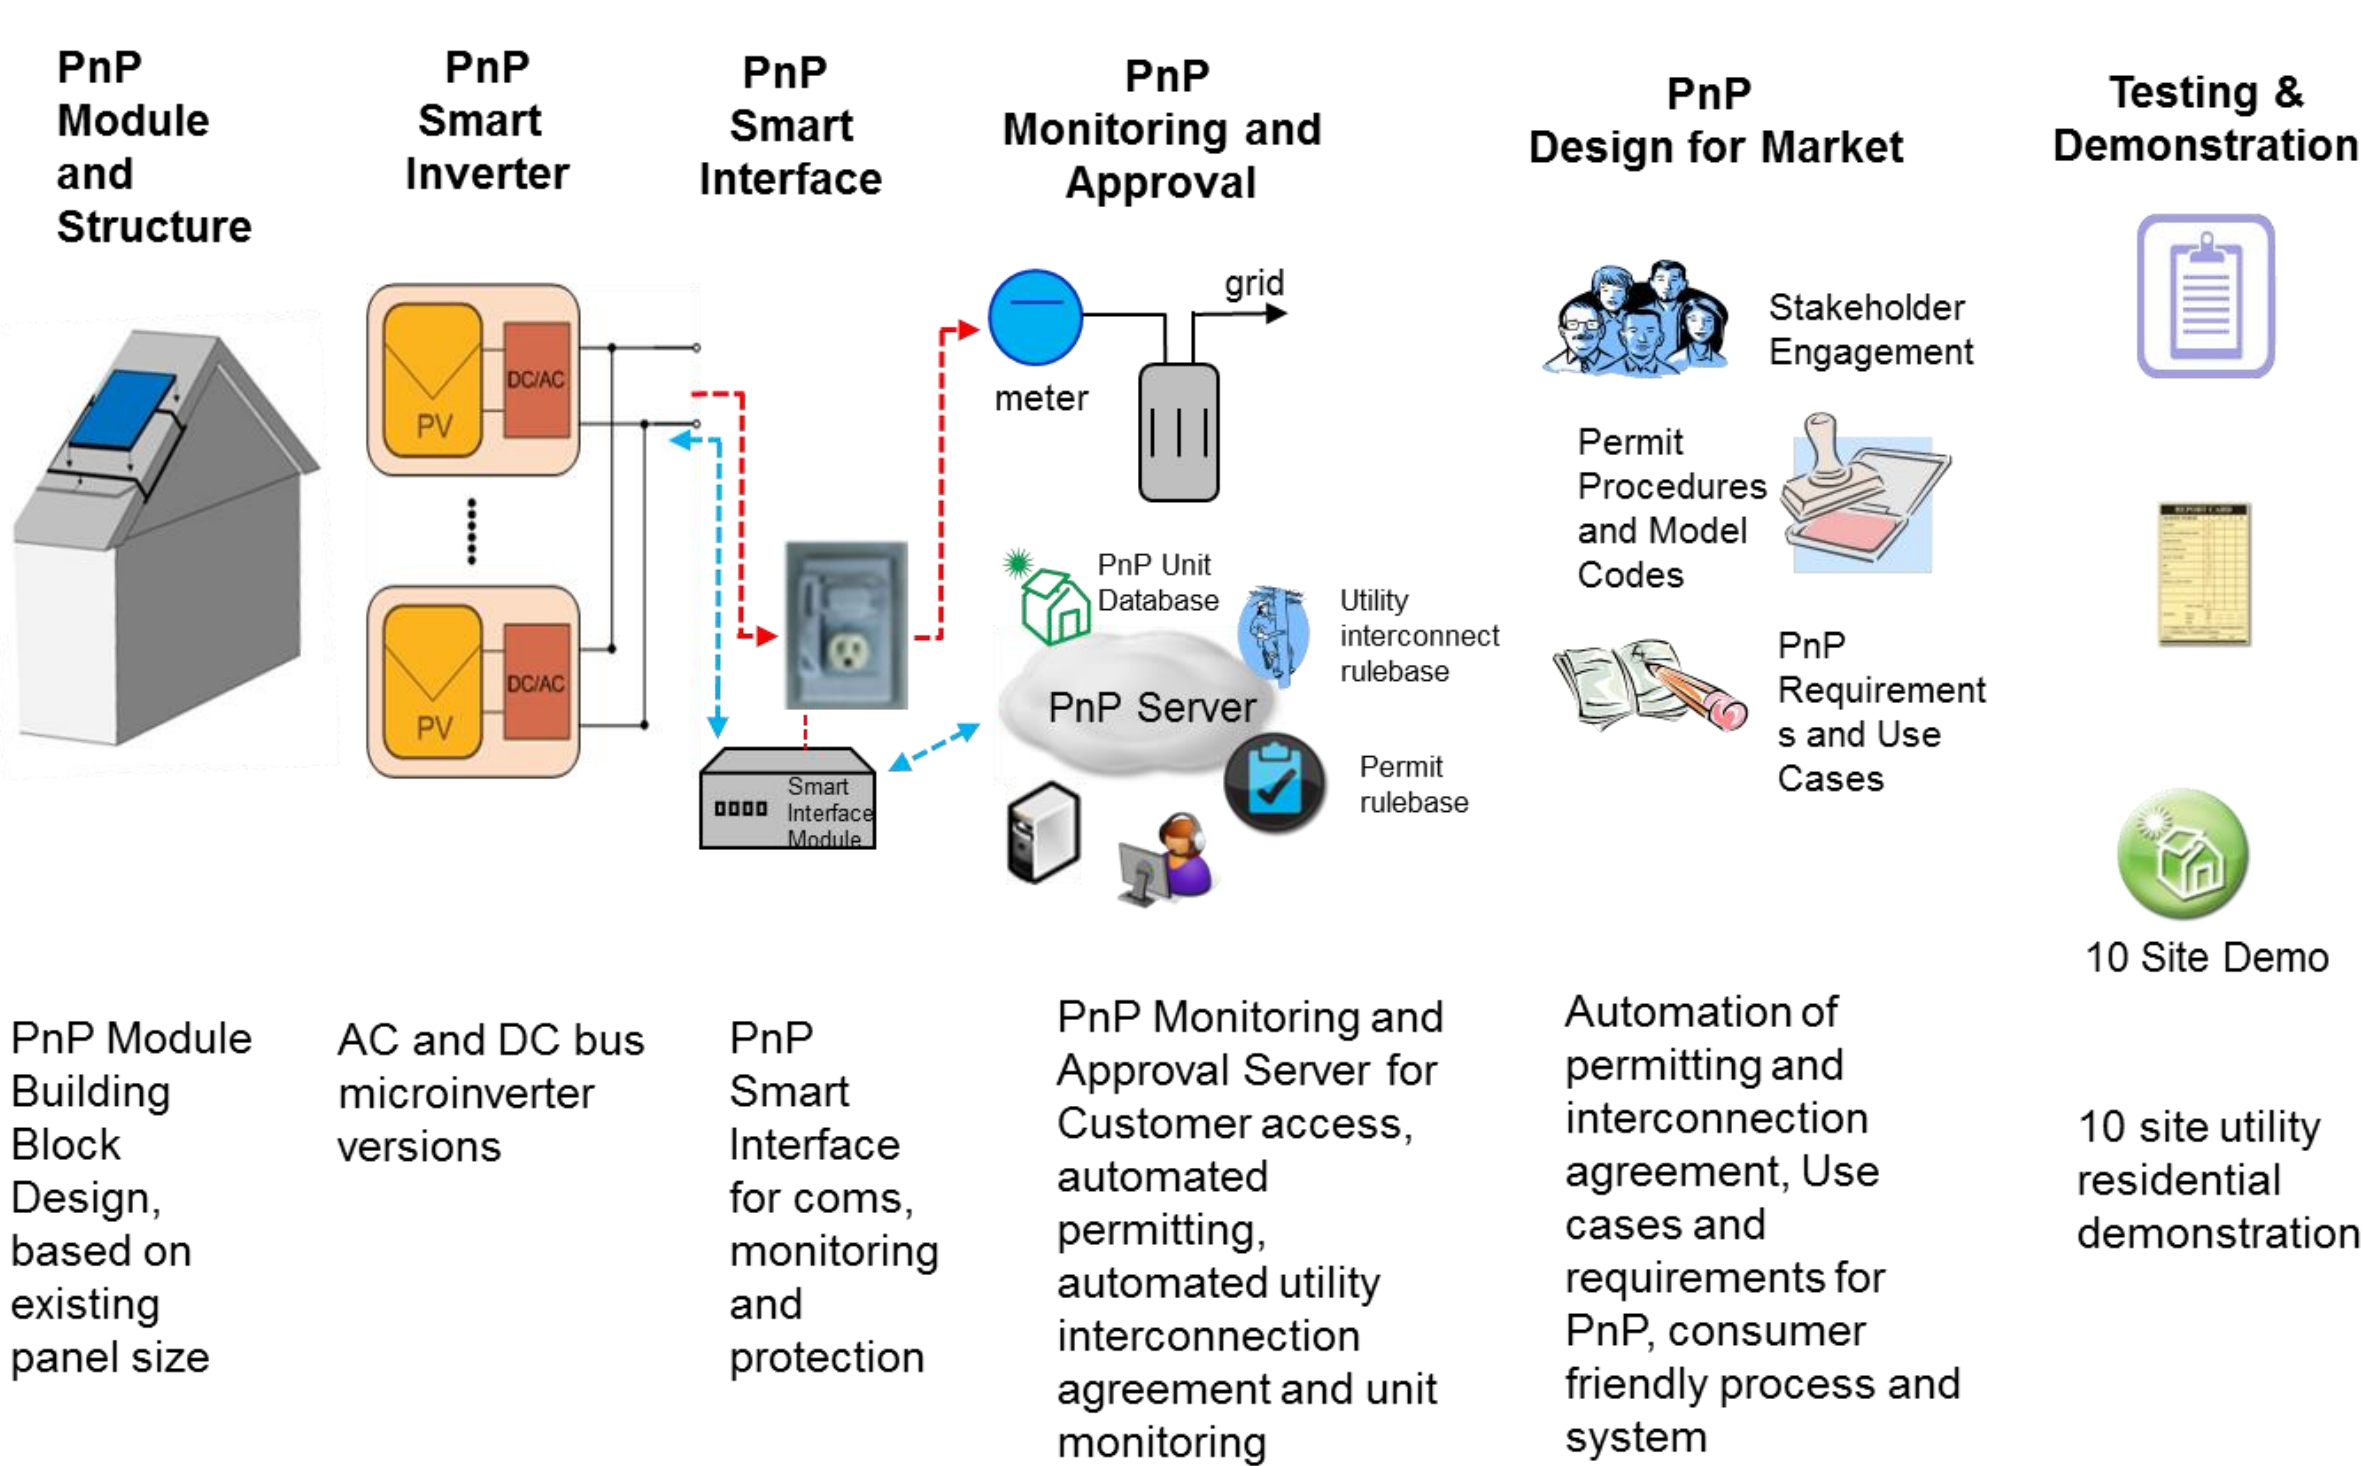 PnP
Module
and
Structure
PnP
Smart
Inverter
PnP
Smart
Interface
PnP
Monitoring and
Approval
PnP
Design for Market
Testing &
Demonstration
DC/AC
PV
DC/AC
PV
Smart
Interface
Module
grid
meter
PnP Unit
Database
Utility
interconnect
rulebase
PnP Server
Permit
rulebase
Stakeholder
Engagement
Permit
Procedures
and Model
Codes
PnP
Requirement
s and Use
Cases
REPORT CARD
10 Site Demo
PnP Module
Building
Block
Design,
based on
existing
panel size
AC and DC bus
microinverter
versions
PnP
Smart
Interface
for coms,
monitoring
and
protection
PnP Monitoring and
Approval Server for
Customer access,
automated
permitting,
automated utility
interconnection
agreement and unit
monitoring
Automation of
permitting and
interconnection
agreement, Use
cases and
requirements for
PnP, consumer
friendly process and
system
10 site utility
residential
demonstration